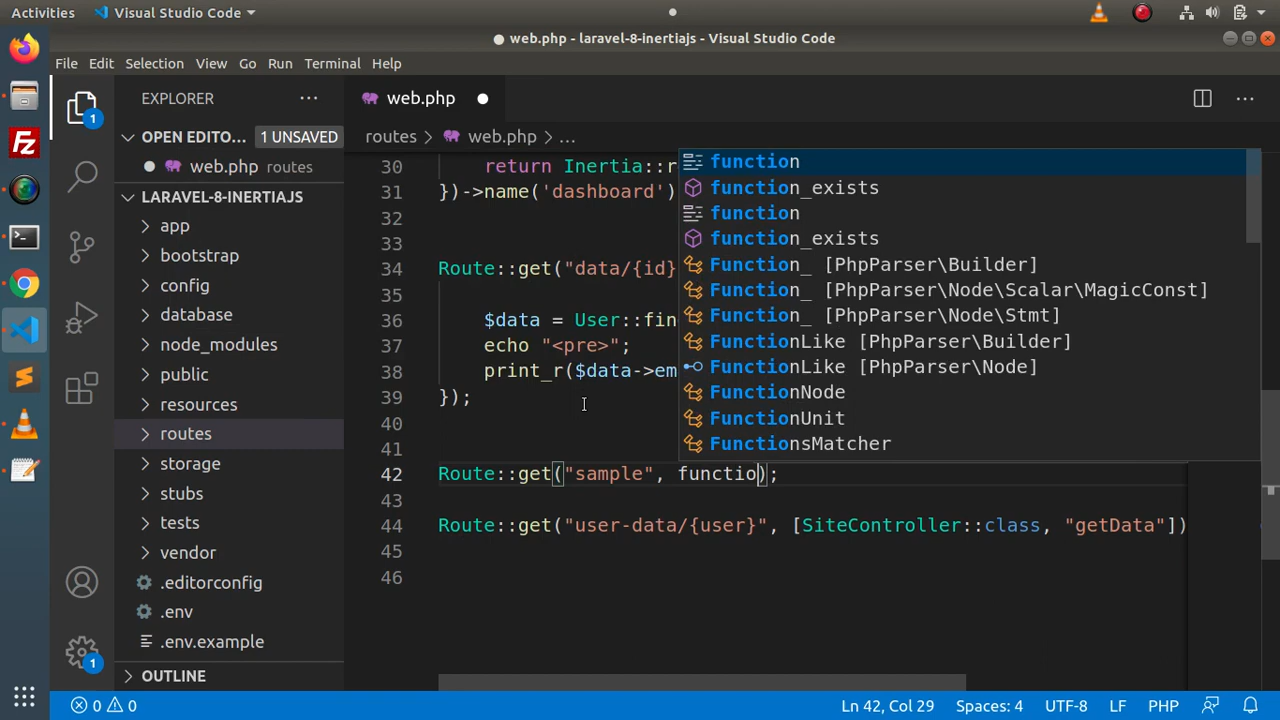 Activities Visual Studio Code
web.php - laravel-8-inertiajs - Visual Studio Code
File Edit Selection View Go Run Terminal Help
EXPLORER
web.php
OPEN EDITO... 1 UNSAVED
routes web.php ...
web.php routes
LARAVEL-8-INERTIAJS
app
bootstrap
config
database
node_modules
public
resources
routes
storage
stubs
tests
vendor
.editorconfig
.env
.env.example
OUTLINE
30 return Inertia::r
31 })->name('dashboard')
32
33
34 Route::get("data/{id}
35
36 $data = User::fin
37 echo "<pre>";
38 print_r($data->em
39 });
40
41
42 Route::get("sample", functio);
43
44 Route::get("user-data/{user}", [SiteController::class, "getData"])
45
46
function
function_exists
function
function_exists
Function_ [PhpParser\Builder]
Function_ [PhpParser\Node\Scalar\MagicConst]
Function_ [PhpParser\Node\Stmt]
FunctionLike [PhpParser\Builder]
FunctionLike [PhpParser\Node]
FunctionNode
FunctionUnit
FunctionsMatcher
1
1
0 0 Ln 42, Col 29 Spaces: 4 UTF-8 LF PHP